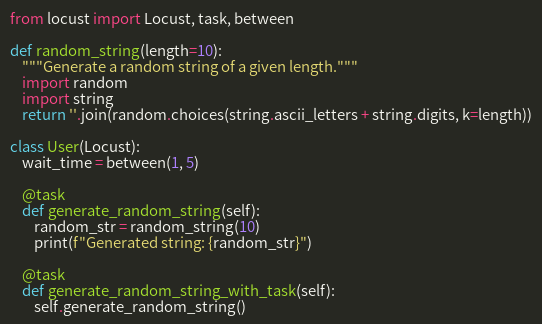 from locust import Locust, task, between

def random_string(length=10):
    """Generate a random string of a given length."""
    import random
    import string
    return ''.join(random.choices(string.ascii_letters + string.digits, k=length))

class User(Locust):
    wait_time = between(1, 5)

    @task
    def generate_random_string(self):
        random_str = random_string(10)
        print(f"Generated string: {random_str}")

    @task
    def generate_random_string_with_task(self):
        self.generate_random_string()